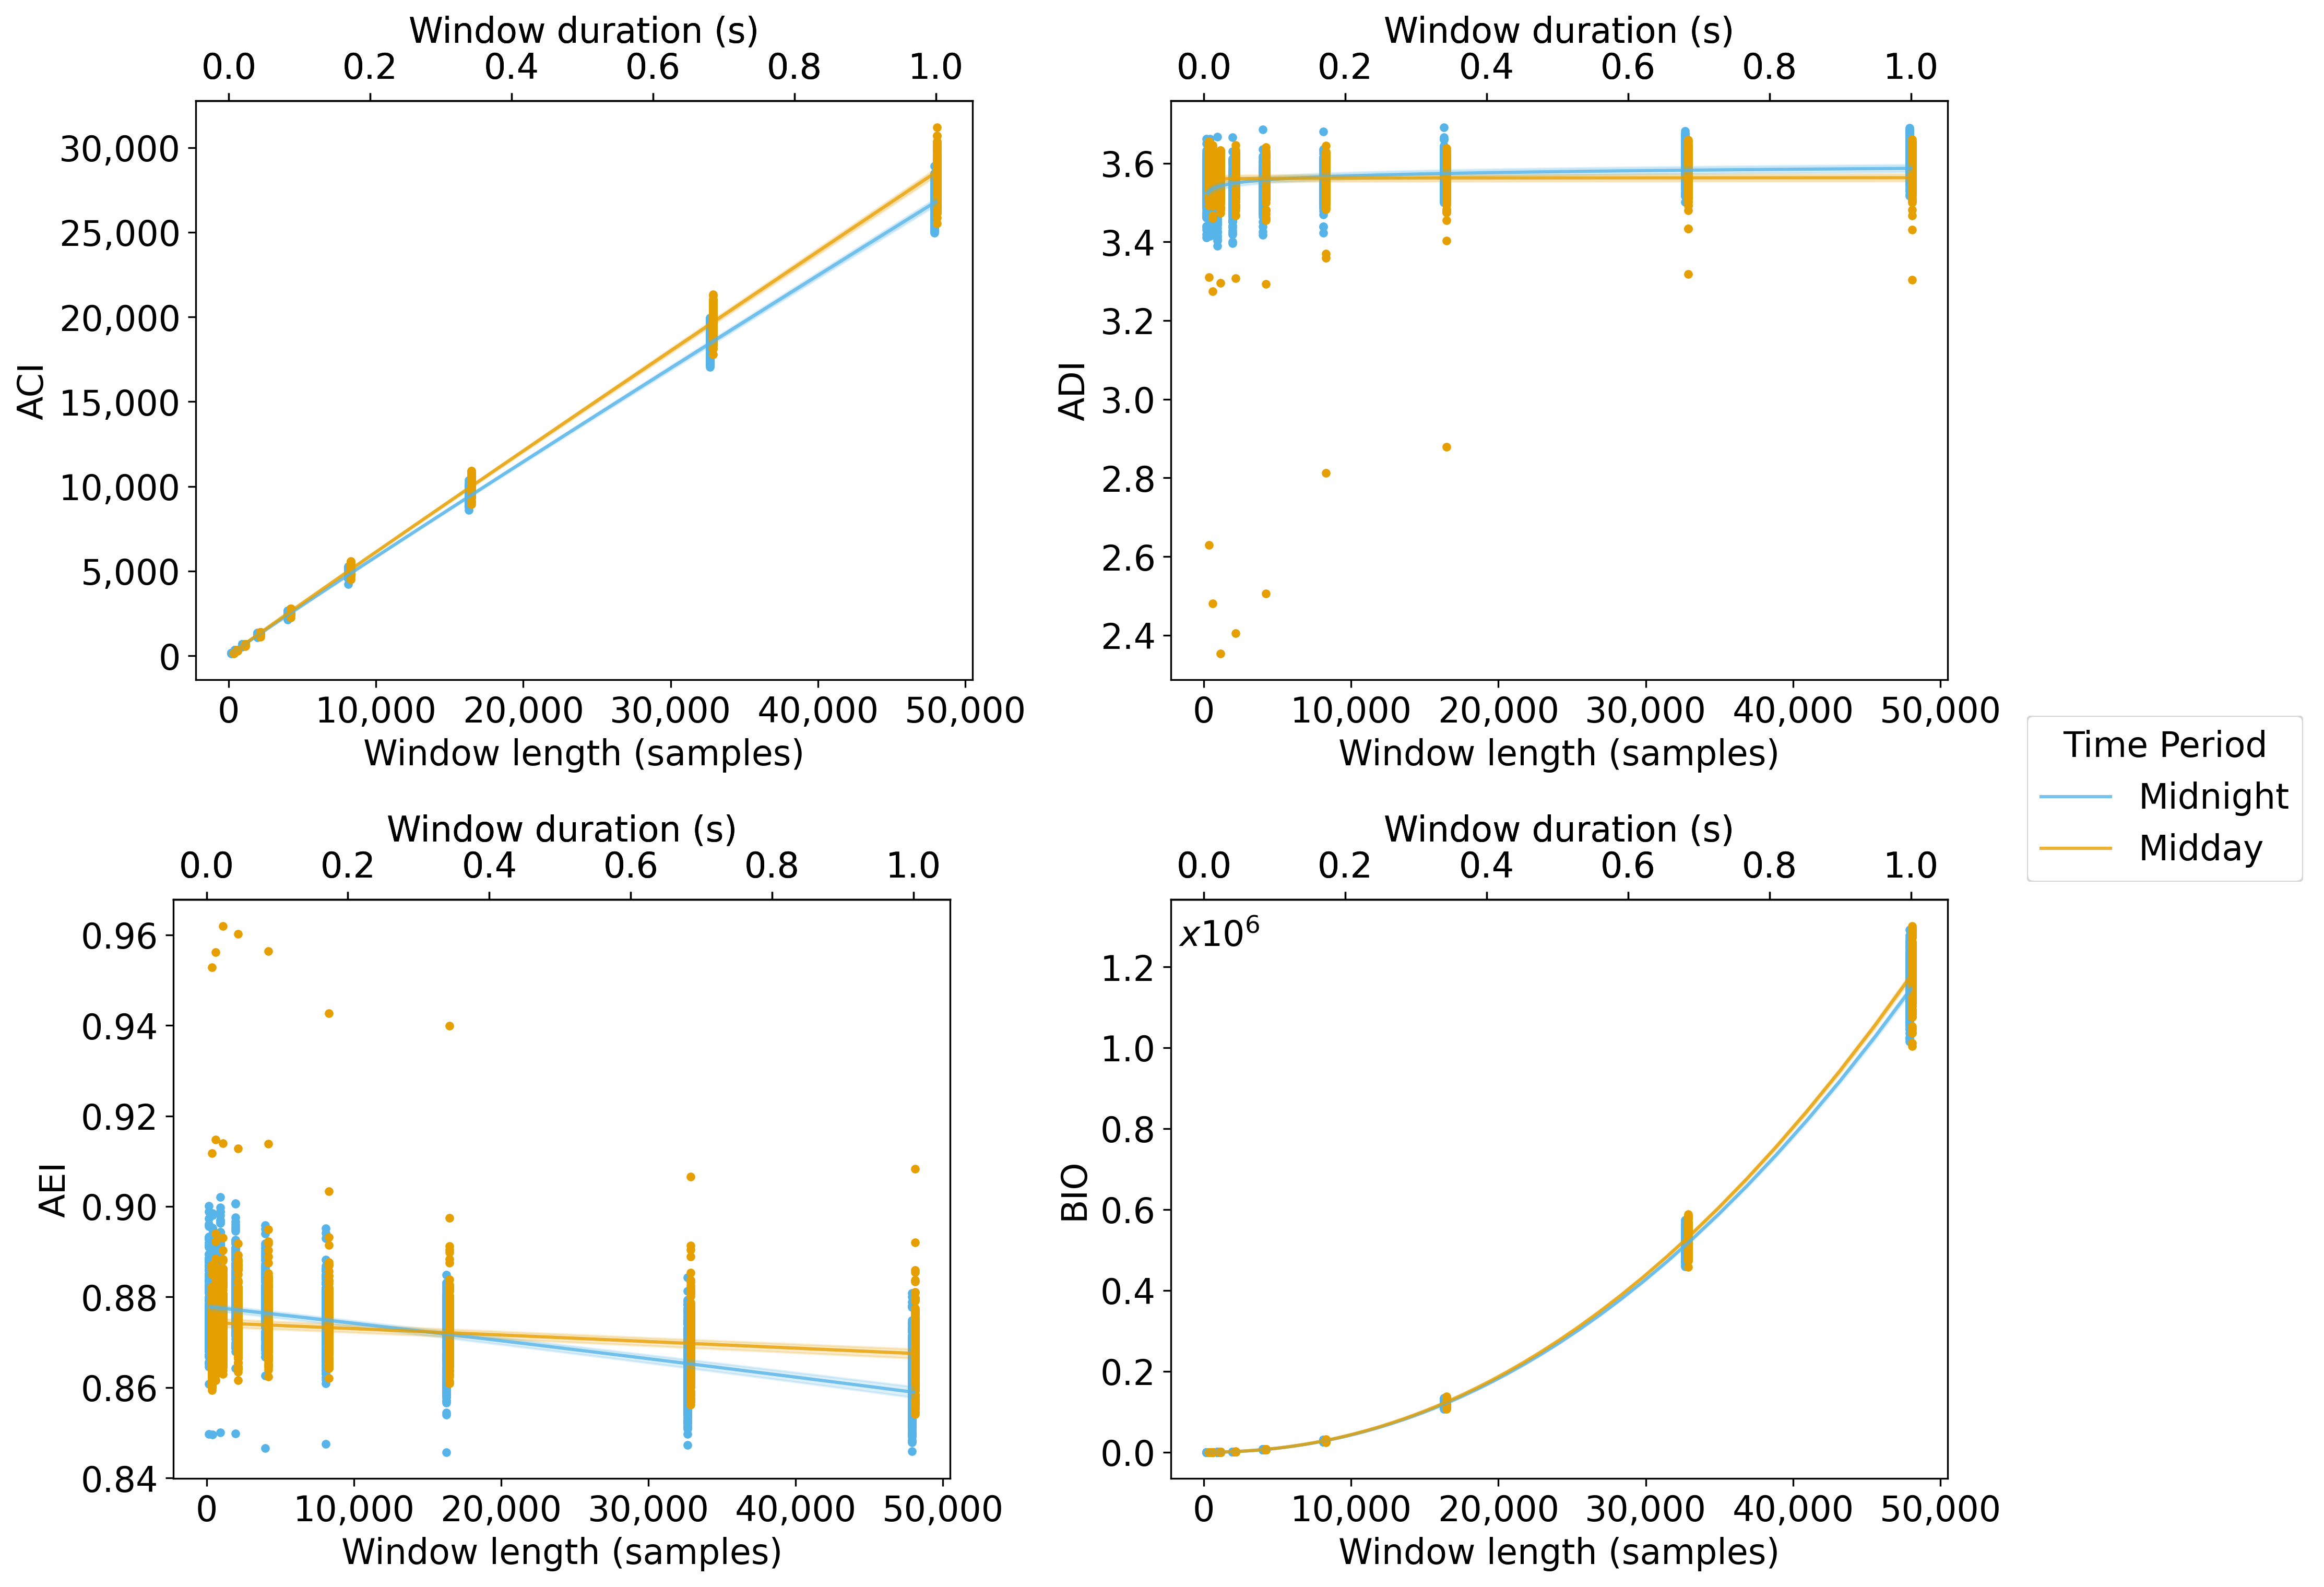 Window duration (s)
0.0 0.2 0.4 0.6 0.8 1.0
30,000
25,000
20,000
15,000
10,000
5,000
0
ACI
0 10,000 20,000 30,000 40,000 50,000
Window length (samples)
Window duration (s)
0.0 0.2 0.4 0.6 0.8 1.0
3.6
3.4
3.2
3.0
2.8
2.6
2.4
ADI
0 10,000 20,000 30,000 40,000 50,000
Window length (samples)
Time Period
Midnight
Midday
Window duration (s)
0.0 0.2 0.4 0.6 0.8 1.0
0.96
0.94
0.92
0.90
0.88
0.86
0.84
AEI
0 10,000 20,000 30,000 40,000 50,000
Window length (samples)
Window duration (s)
0.0 0.2 0.4 0.6 0.8 1.0
x10⁶
1.2
1.0
0.8
0.6
0.4
0.2
0.0
BIO
0 10,000 20,000 30,000 40,000 50,000
Window length (samples)